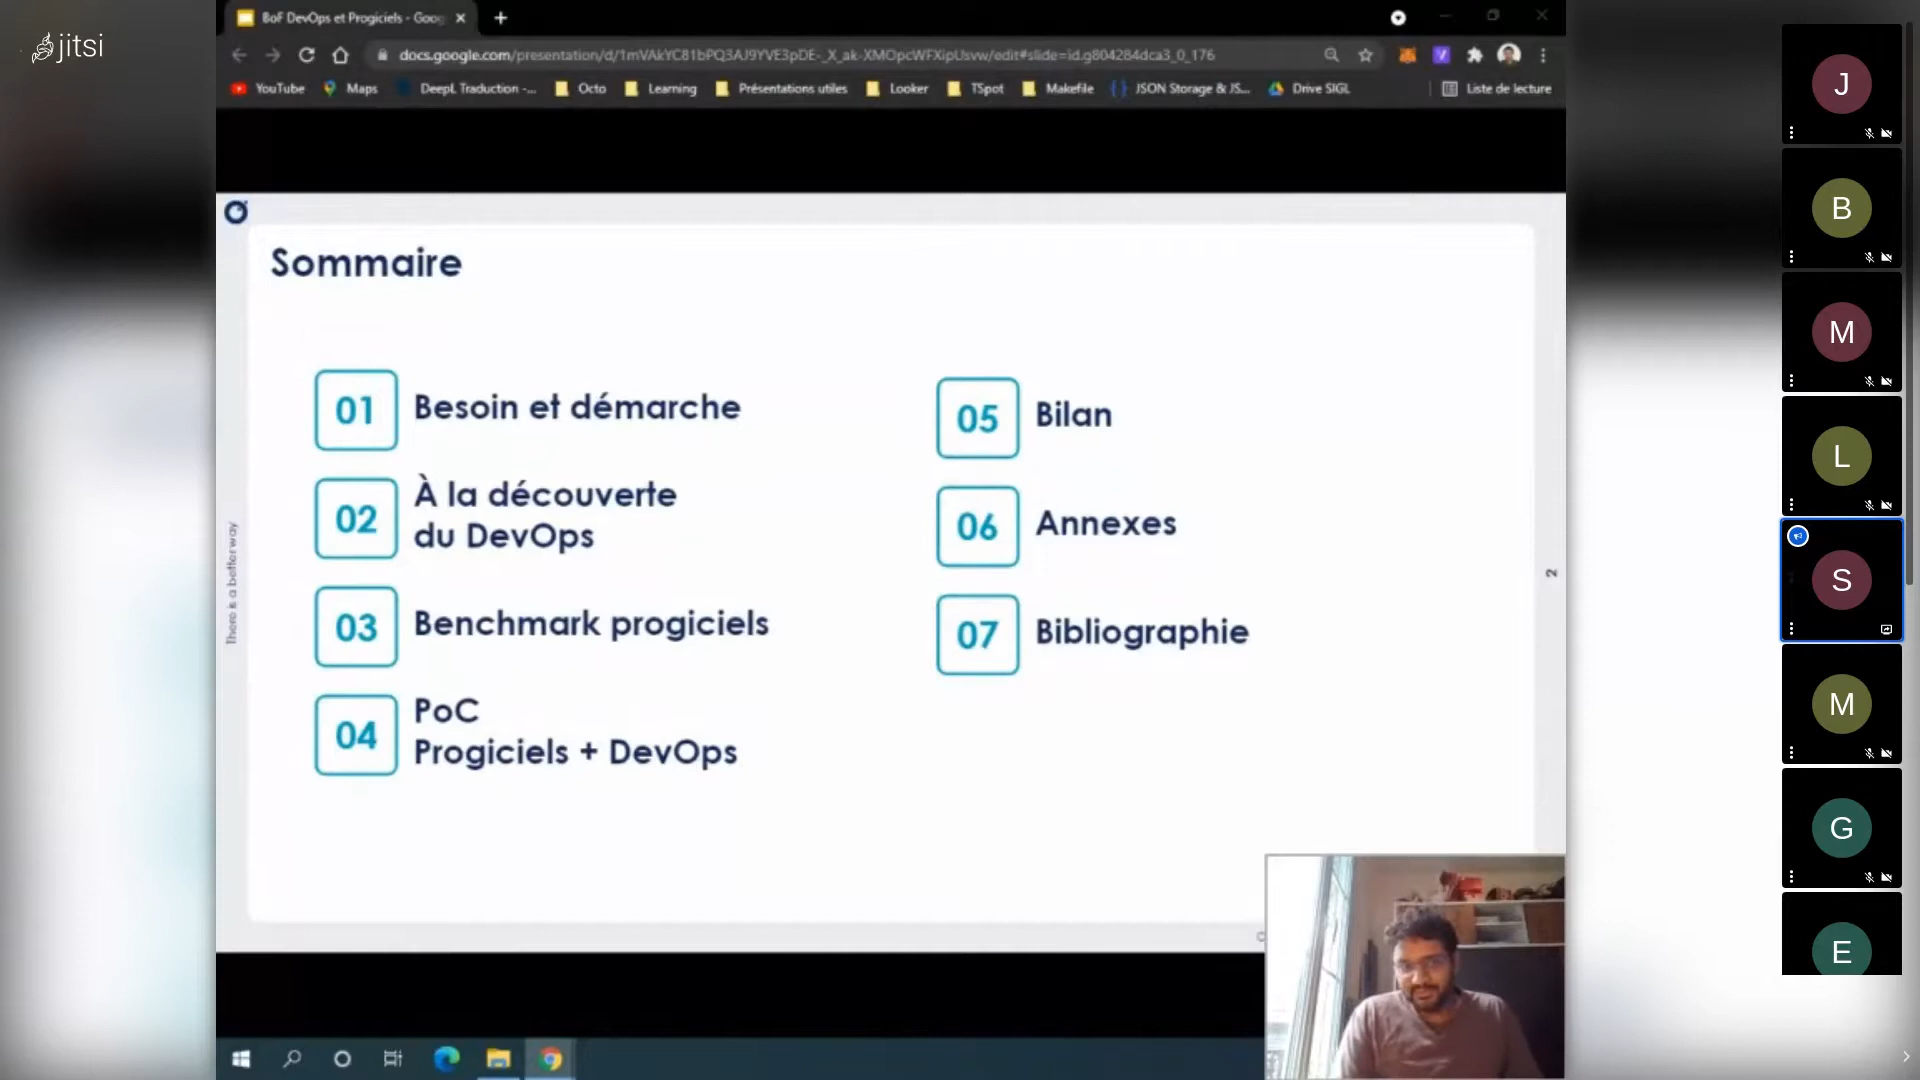 jitsi
BoF DevOps et Progiciels - Goog
docs.google.com/presentation/d/1mVAkYC81bPQ3AJ9YVE3pDE-_X_ak-XMOpcWFXipUsvw/edit#slide=id.g804284dca3_0_176
YouTube Maps DeepL Traduction -... Octo Learning Présentations utiles Looker TSpot Makefile JSON Storage & JS... Drive SIGL Liste de lecture
Sommaire
01 Besoin et démarche
02 À la découverte
du DevOps
03 Benchmark progiciels
04 PoC
Progiciels + DevOps
05 Bilan
06 Annexes
07 Bibliographie
There is a better way
2
J
B
M
L
S
M
G
E